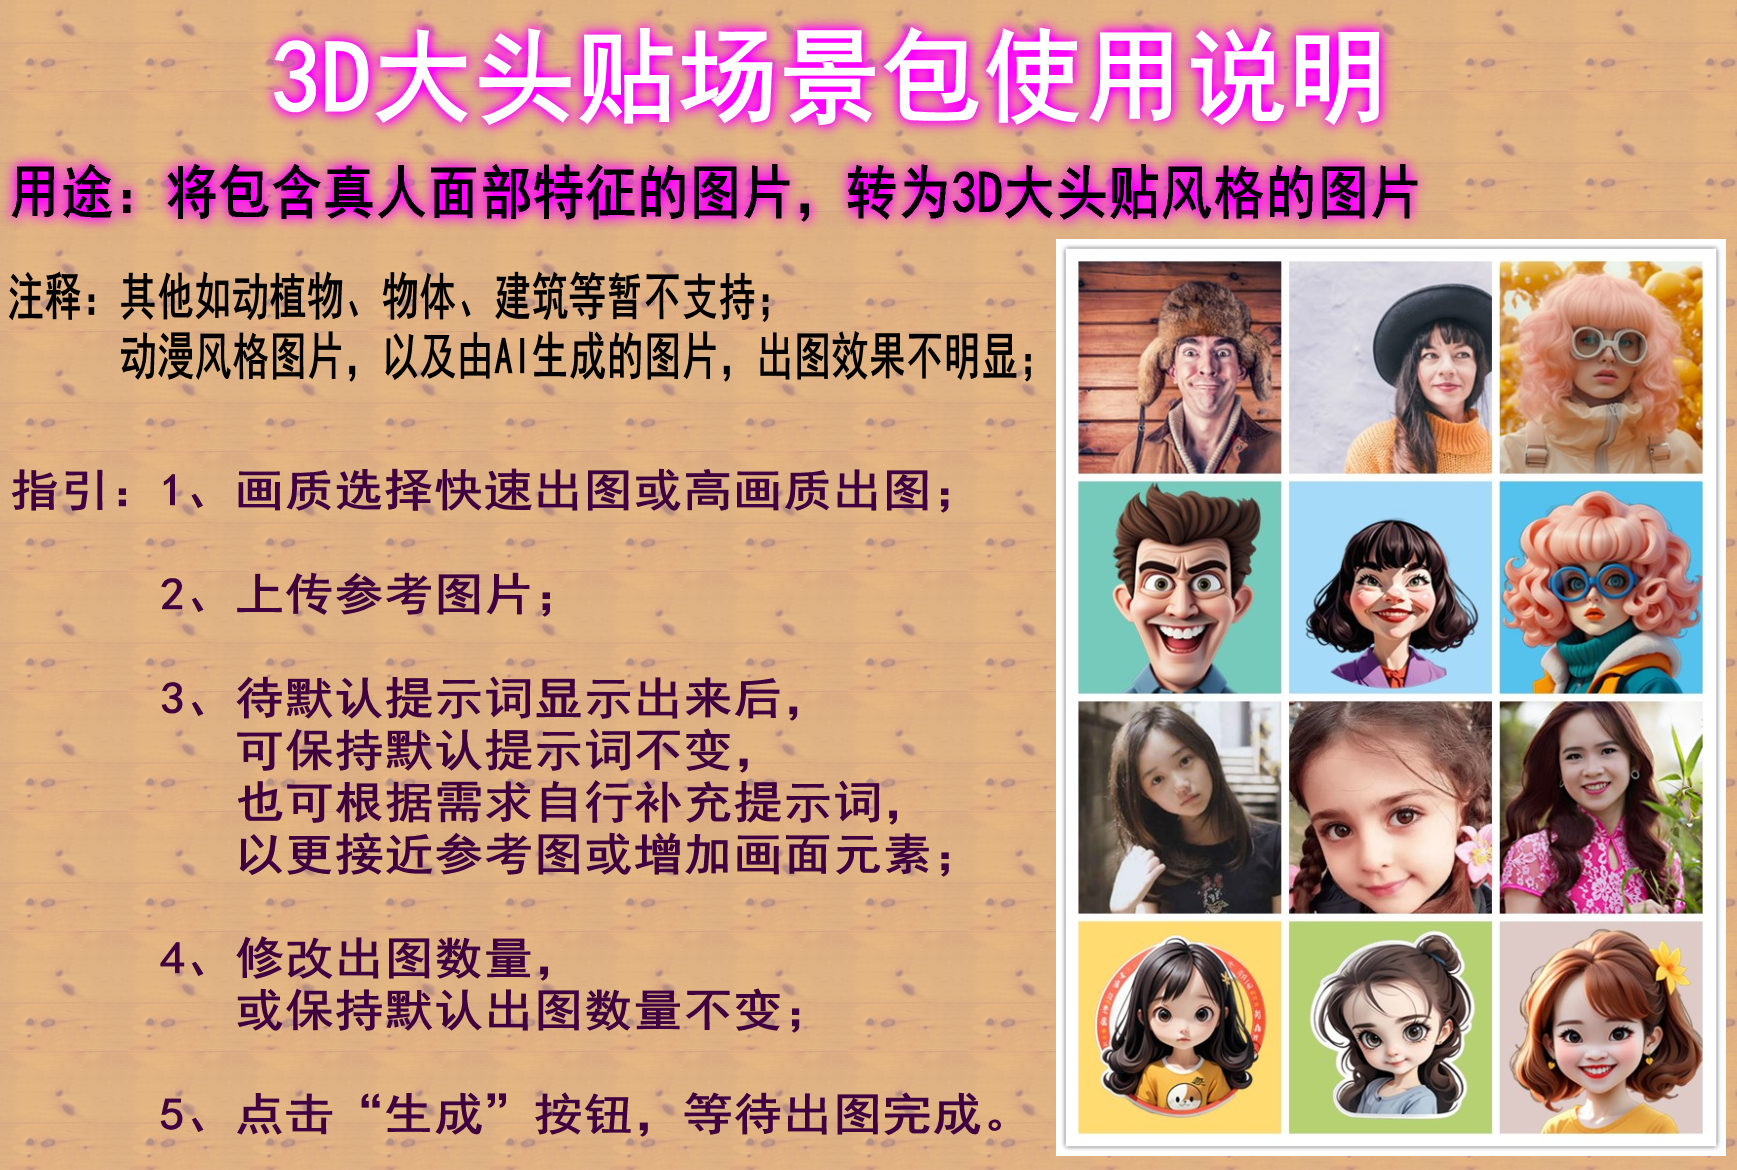 3D大头贴场景包使用说明
用途：将包含真人面部特征的图片，转为3D大头贴风格的图片
注释：其他如动植物、物体、建筑等暂不支持；
动漫风格图片，以及由AI生成的图片，出图效果不明显；
指引：1、画质选择快速出图或高画质出图；
2、上传参考图片；
3、待默认提示词显示出来后，
可保持默认提示词不变，
也可根据需求自行补充提示词，
以更接近参考图或增加画面元素；
4、修改出图数量，
或保持默认出图数量不变；
5、点击“生成”按钮，等待出图完成。